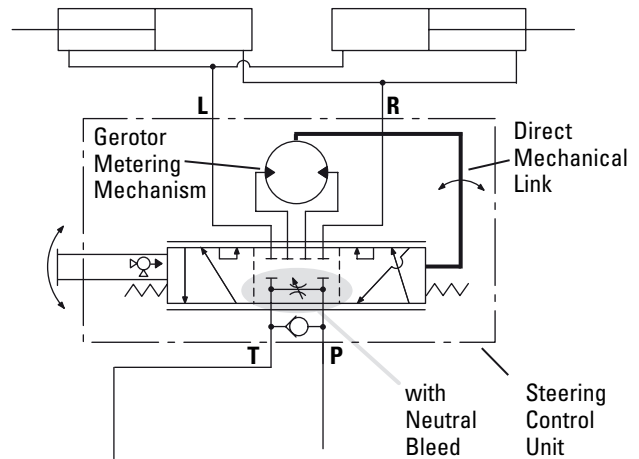 L
R
Gerotor
Metering
Mechanism
Direct
Mechanical
Link
T
P
with
Neutral
Bleed
Steering
Control
Unit